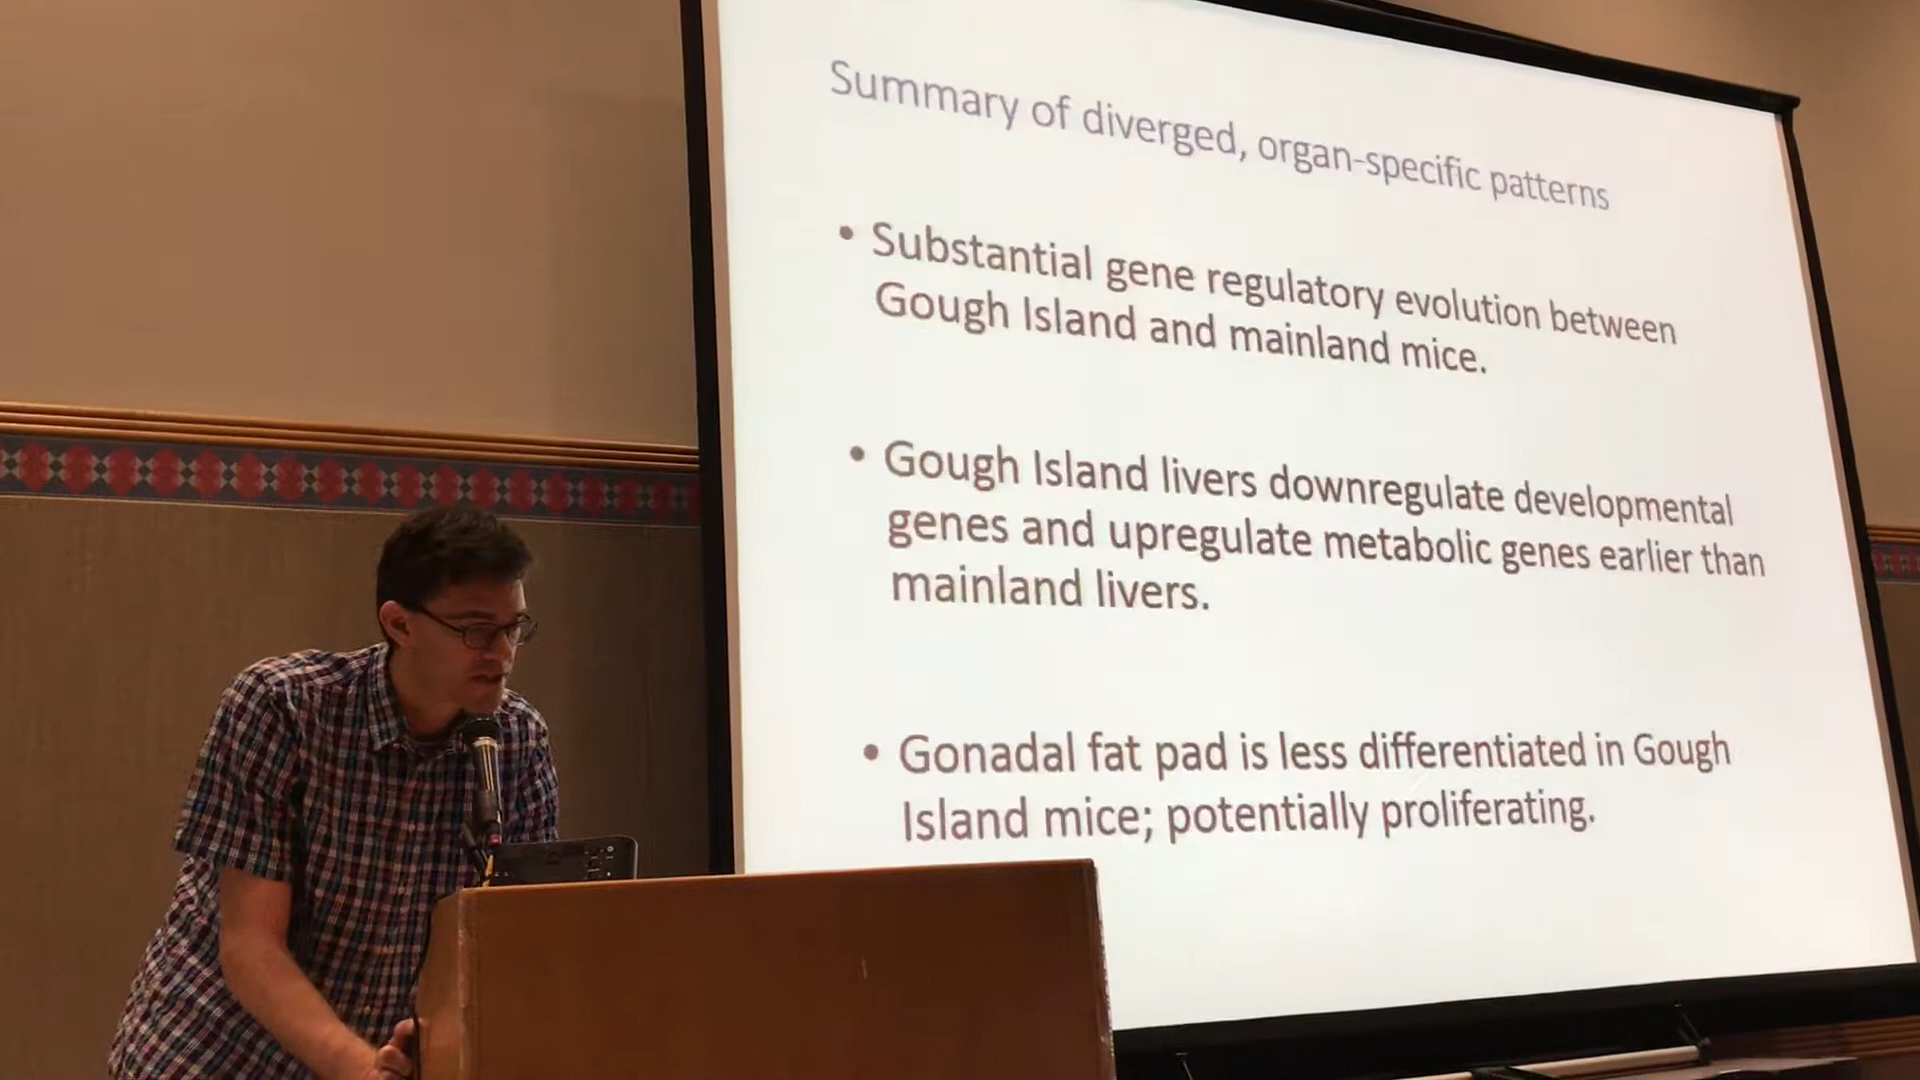 Summary of diverged, organ-specific patterns
• Substantial gene regulatory evolution between
Gough Island and mainland mice.
• Gough Island livers downregulate developmental
genes and upregulate metabolic genes earlier than
mainland livers.
• Gonadal fat pad is less differentiated in Gough
Island mice; potentially proliferating.